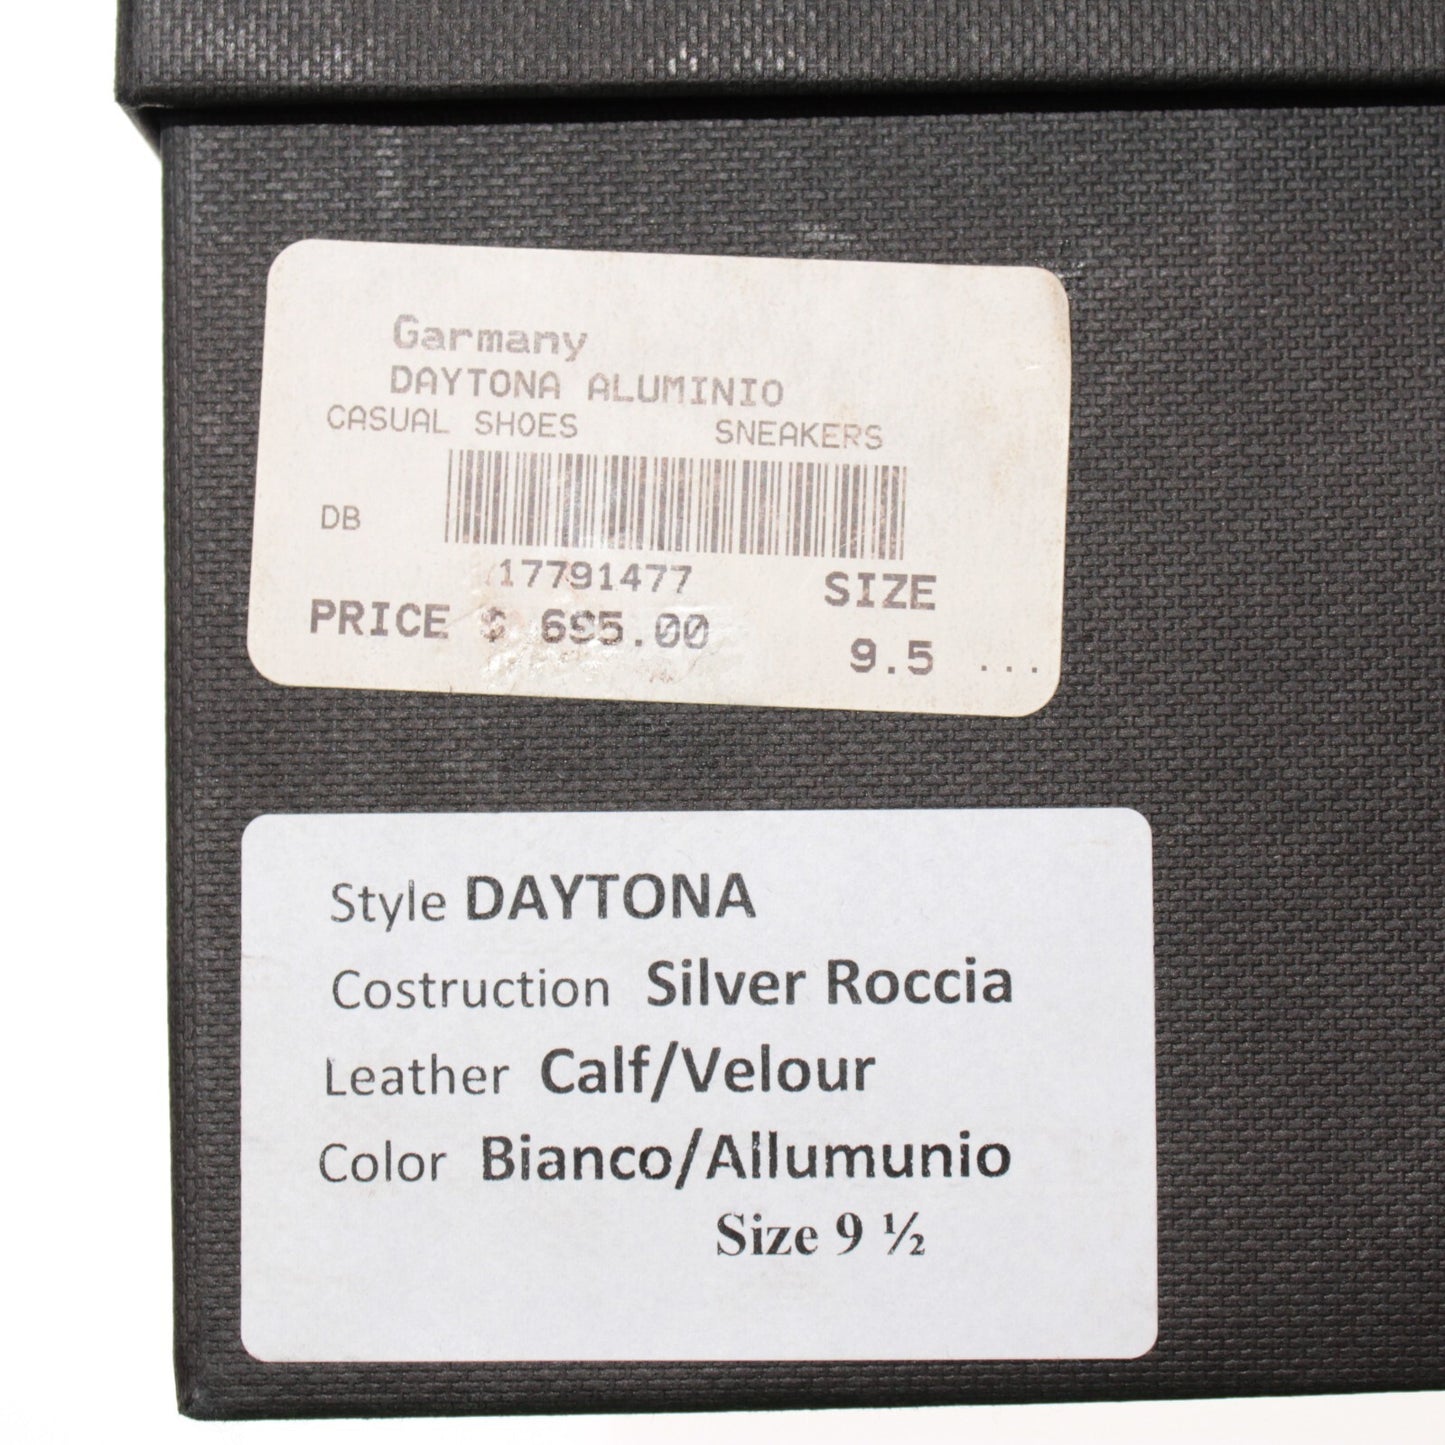 Garmany
DAYTONA ALUMINIO
CASUAL SHOES SNEAKERS
DB
17791477
SIZE
PRICE $ 695.00
9.5 ...
Style DAYTONA
Costruction Silver Roccia
Leather Calf/Velour
Color Bianco/Allumunio
Size 9 ½